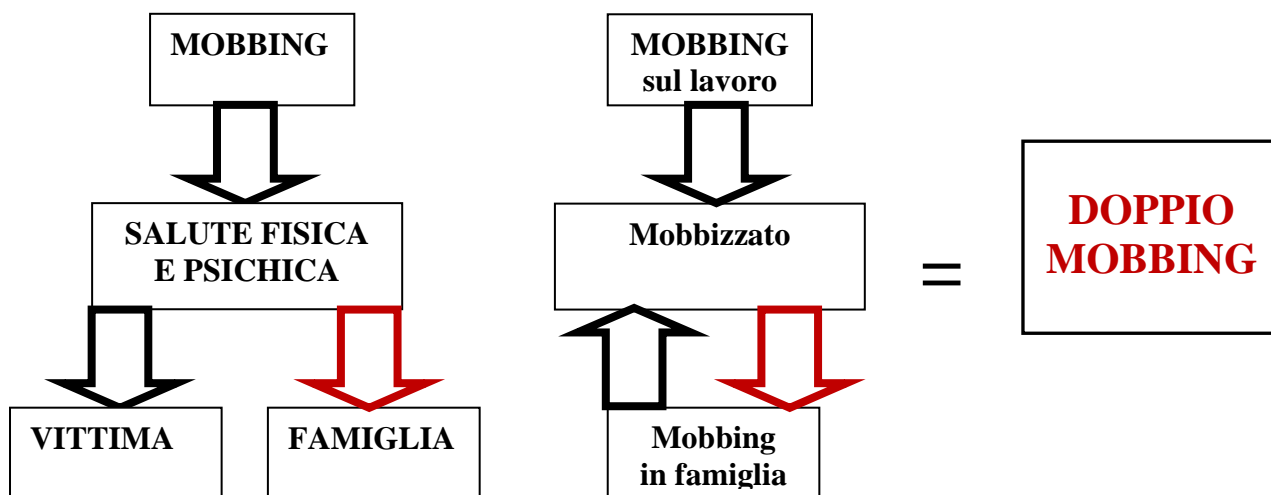 MOBBING
SALUTE FISICA
E PSICHICA
VITTIMA
FAMIGLIA
MOBBING
sul lavoro
Mobbizzato
Mobbing
in famiglia
=
DOPPIO
MOBBING